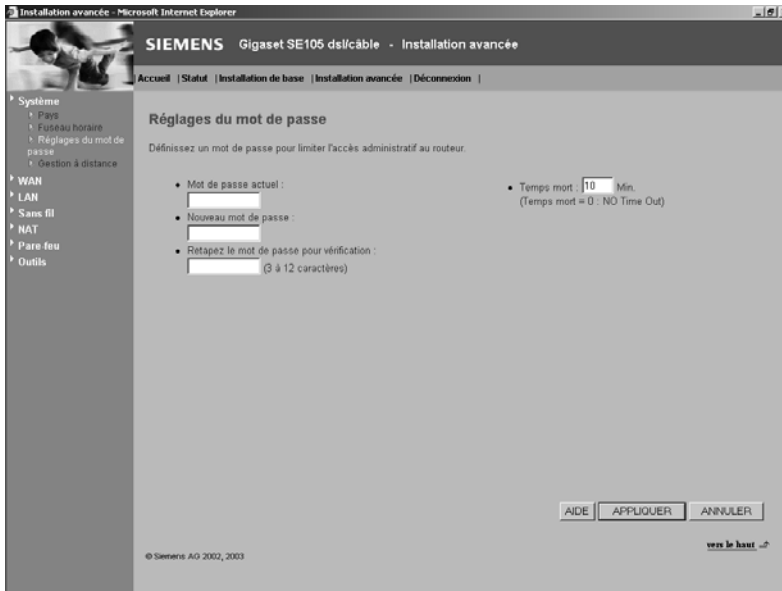 Installation avancée - Microsoft Internet Explorer
SIEMENS Gigaset SE105 dsl/câble - Installation avancée
| Accueil | Statut | Installation de base | Installation avancée | Déconnexion |
Système
Pays
Fuseau horaire
Réglages du mot de
passe
Gestion à distance
WAN
LAN
Sans fil
NAT
Pare-feu
Outils
Réglages du mot de passe
Définissez un mot de passe pour limiter l'accès administratif au routeur.
• Mot de passe actuel :
• Nouveau mot de passe :
• Retapez le mot de passe pour vérification :
(3 à 12 caractères)
• Temps mort : 10 Min.
(Temps mort = 0 : NO Time Out)
AIDE APPLIQUER ANNULER
vers le haut
© Siemens AG 2002, 2003